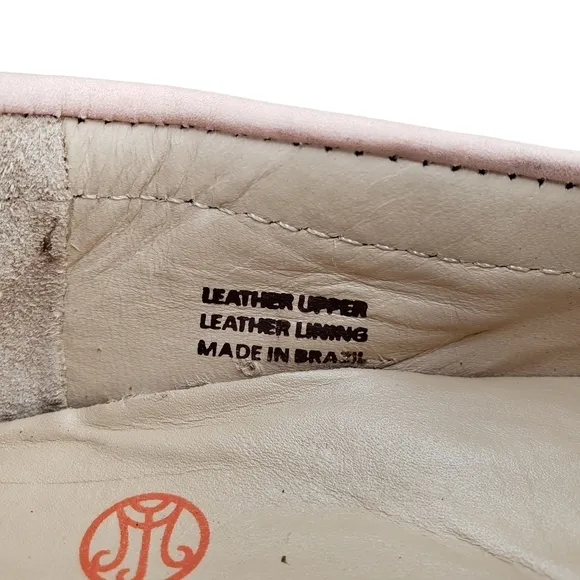 LEATHER UPPER
LEATHER LINING
MADE IN BRAZIL